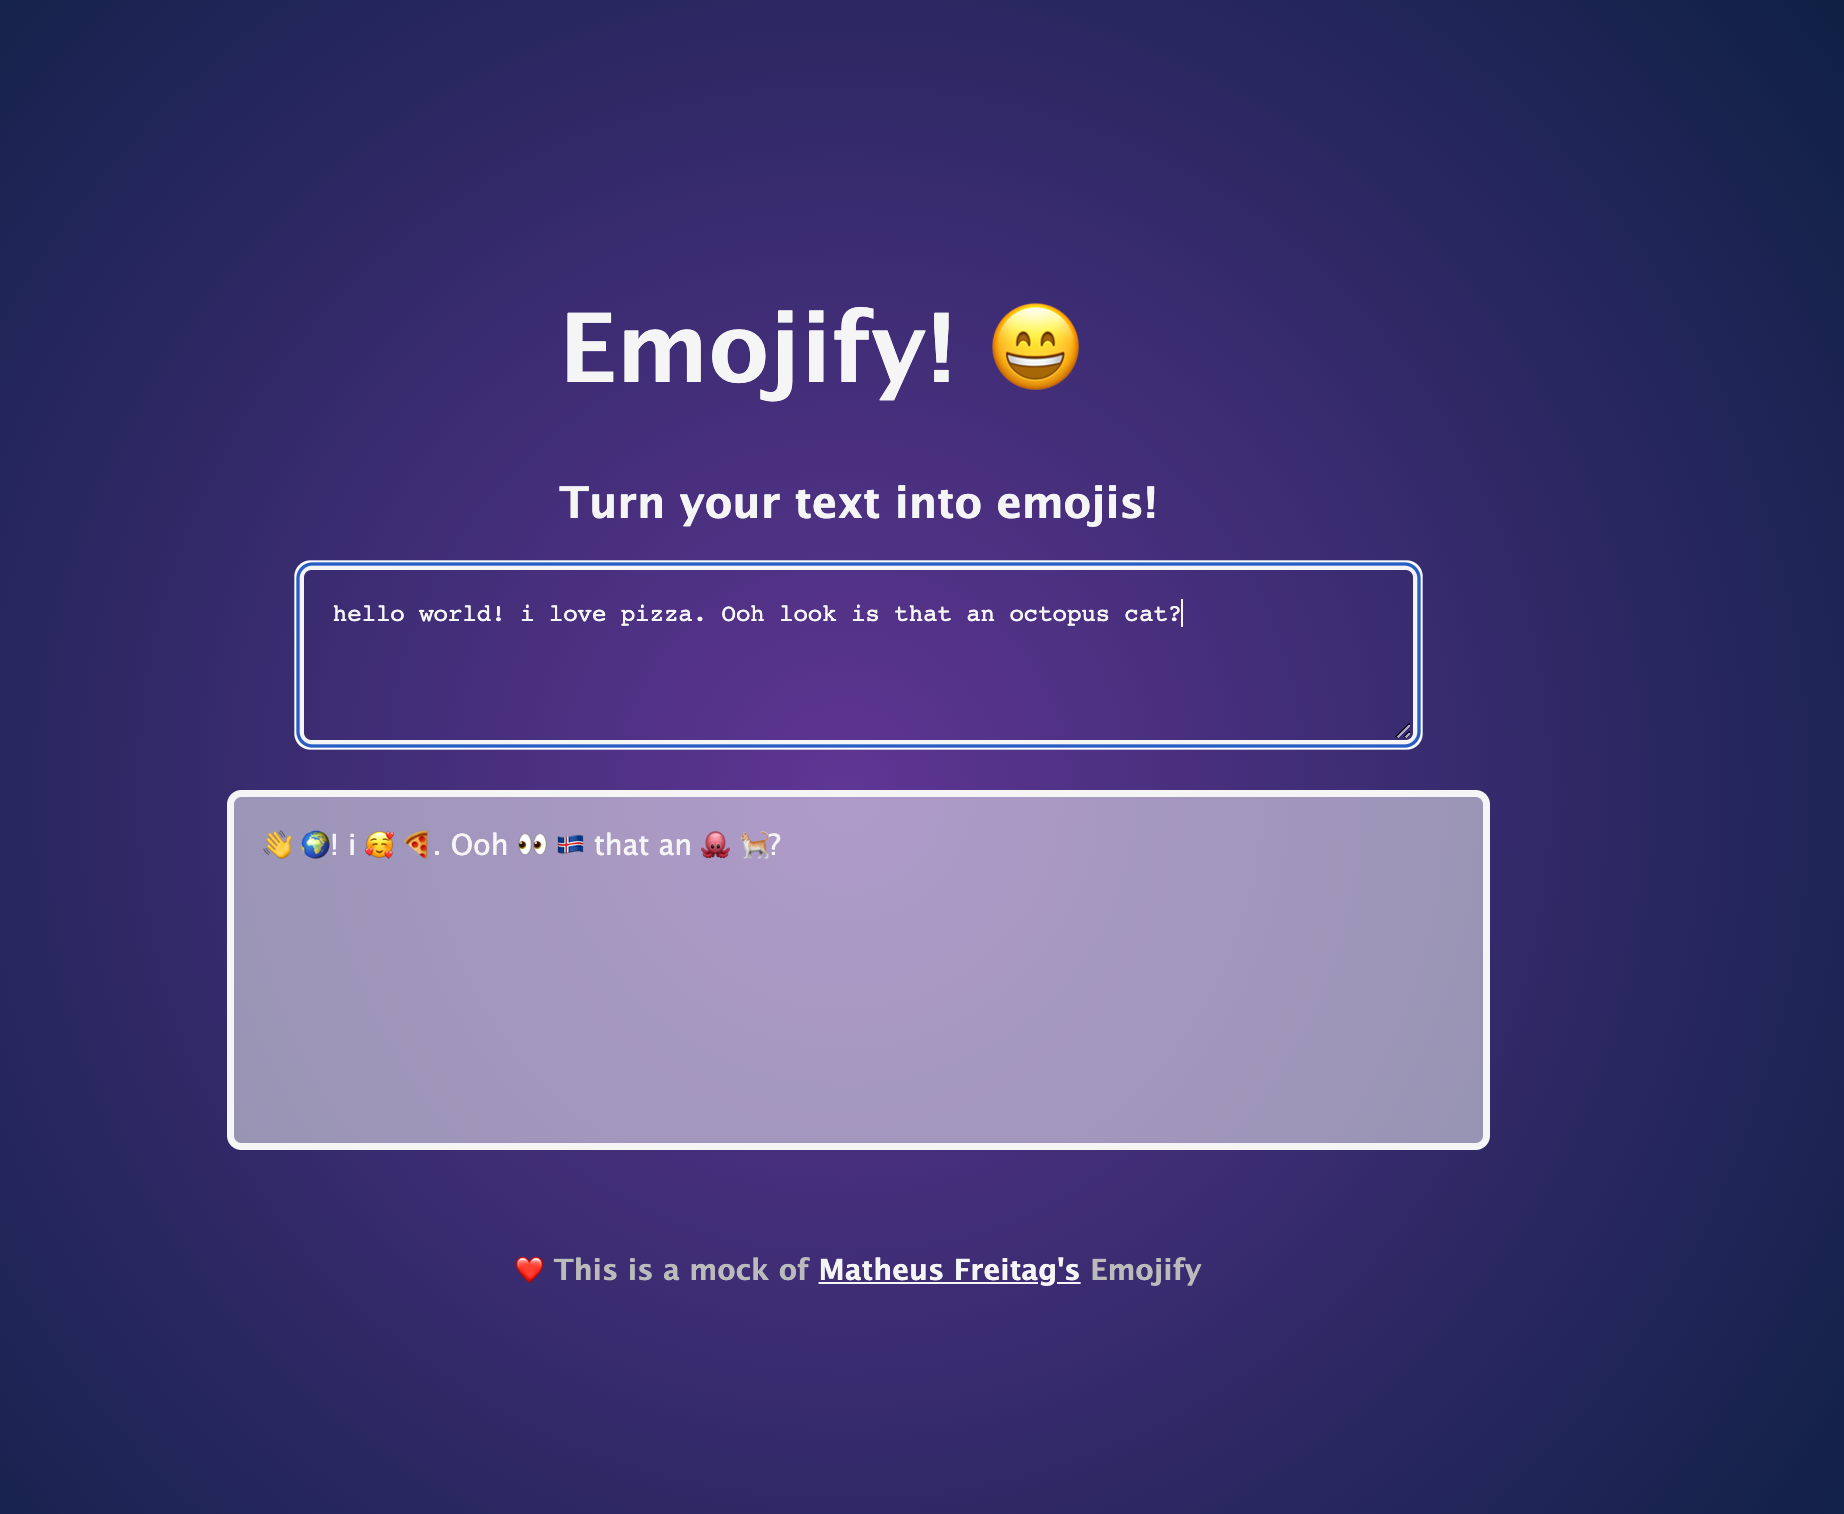 Emojify! 😄
Turn your text into emojis!
hello world! i love pizza. Ooh look is that an octopus cat?
👋 🌍! i 🥰 🍕. Ooh 👀 🇮🇸 that an 🐙 🐈?
❤️ This is a mock of Matheus Freitag's Emojify